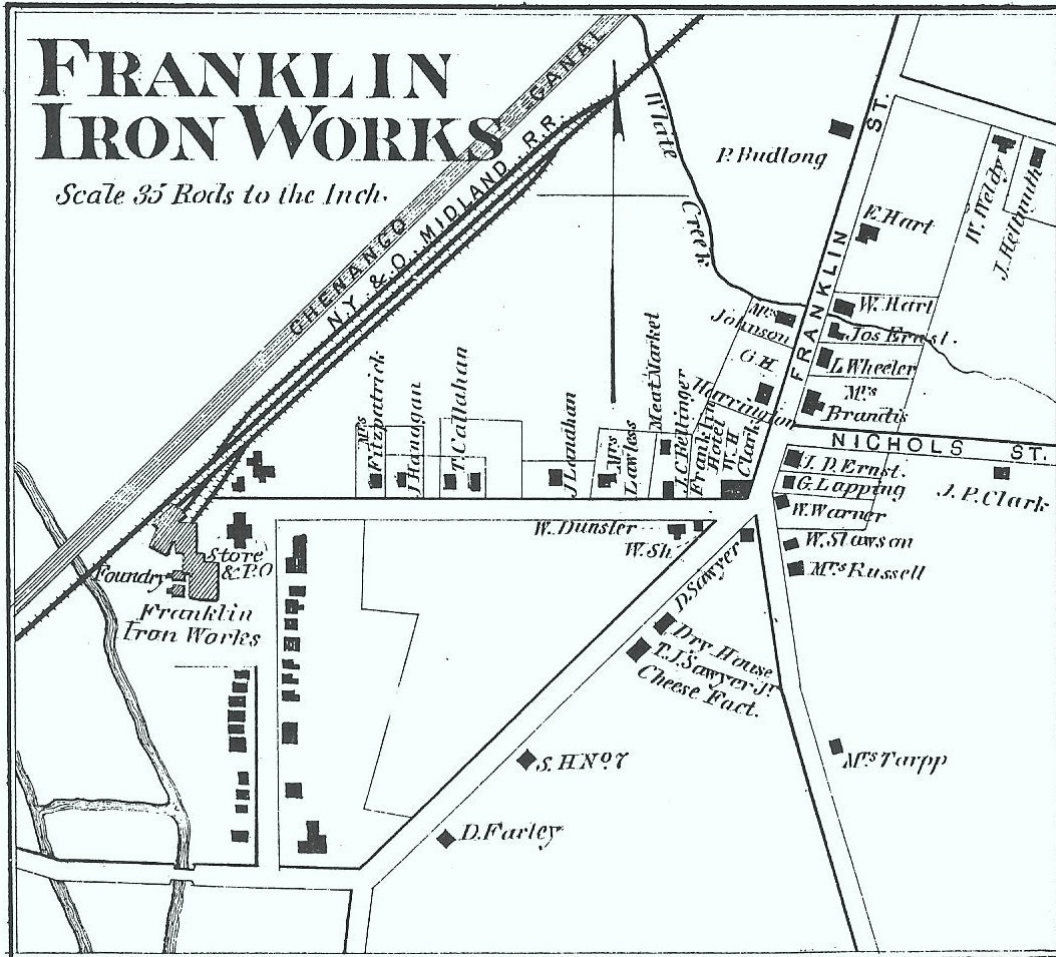 FRANKLIN
IRON WORKS
Scale 35 Rods to the Inch.
CHENANGO CANAL
N.Y. & O. MIDLAND R.R.
White
Creek
P. Budlong
FRANKLIN ST.
W. Weldy
J. Helmuth
E. Hart
W. Hart
Jos Ernst.
L Wheeler
Mrs
Brandis
Mrs
Johnson
G H
Harrington
NICHOLS ST.
Mrs
Fitzpatrick
J Hanagan
T. Callahan
J Lanahan
Mrs
Lawless
Meat Market
J. C Bellinger
Franklin
Hotel
W. H
Clark
J. D. Ernst.
G. Lapping
W. Warner
J. P. Clark
W. Slawson
Mrs Russell
W. Dunster
W. Sh
D. Sawyer
Dry House
T. J. Sawyer Jr
Cheese Fact.
Store
& P.O
Foundry
Franklin
Iron Works
S. H No 7
D. Farley
Mrs Tarpp